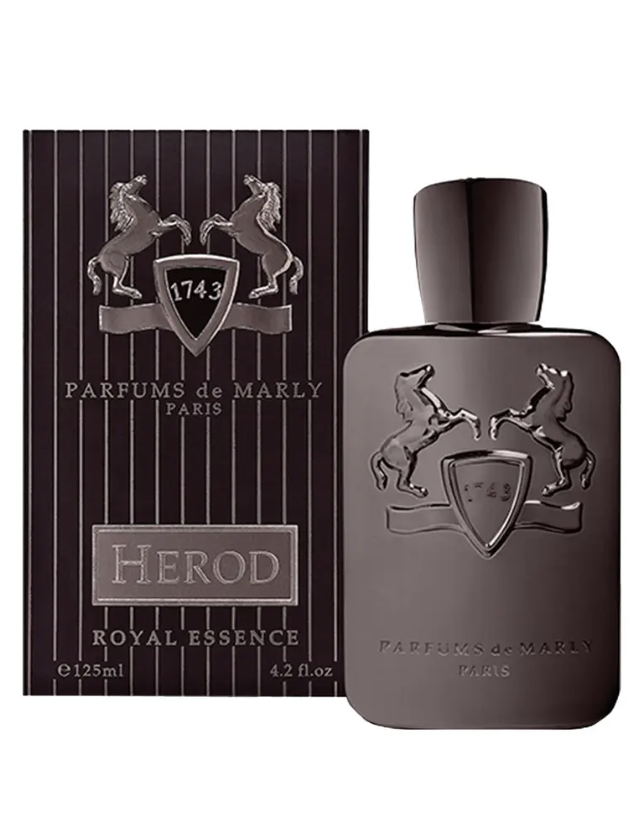 1743
PARFUMS de MARLY
PARIS
HEROD
ROYAL ESSENCE
℮125ml
4.2 fl.oz
1743
PARFUMS de MARLY
PARIS